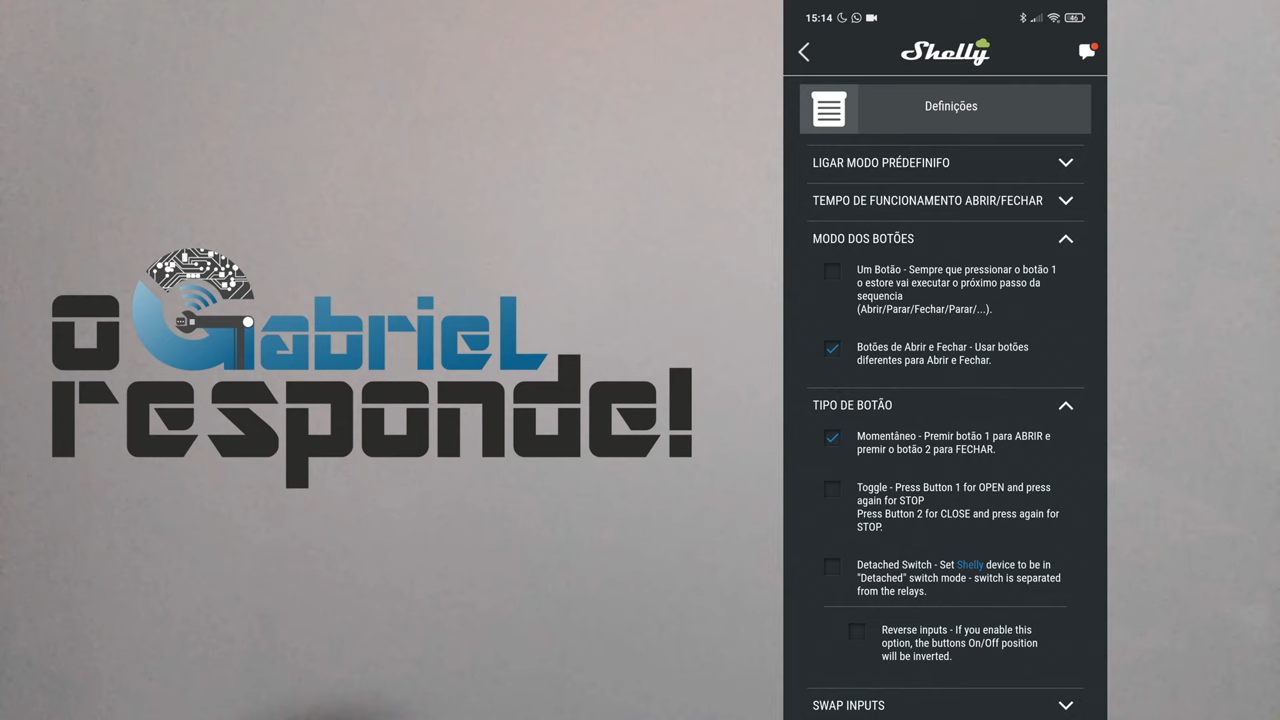 O Gabriel
responde!
15:14
46
Shelly
Definições
LIGAR MODO PRÉDEFINIFO
TEMPO DE FUNCIONAMENTO ABRIR/FECHAR
MODO DOS BOTÕES
Um Botão - Sempre que pressionar o botão 1
o estore vai executar o próximo passo da
sequencia
(Abrir/Parar/Fechar/Parar/...).
Botões de Abrir e Fechar - Usar botões
diferentes para Abrir e Fechar.
TIPO DE BOTÃO
Momentâneo - Premir botão 1 para ABRIR e
premir o botão 2 para FECHAR.
Toggle - Press Button 1 for OPEN and press
again for STOP
Press Button 2 for CLOSE and press again for
STOP.
Detached Switch - Set Shelly device to be in
"Detached" switch mode - switch is separated
from the relays.
Reverse inputs - If you enable this
option, the buttons On/Off position
will be inverted.
SWAP INPUTS